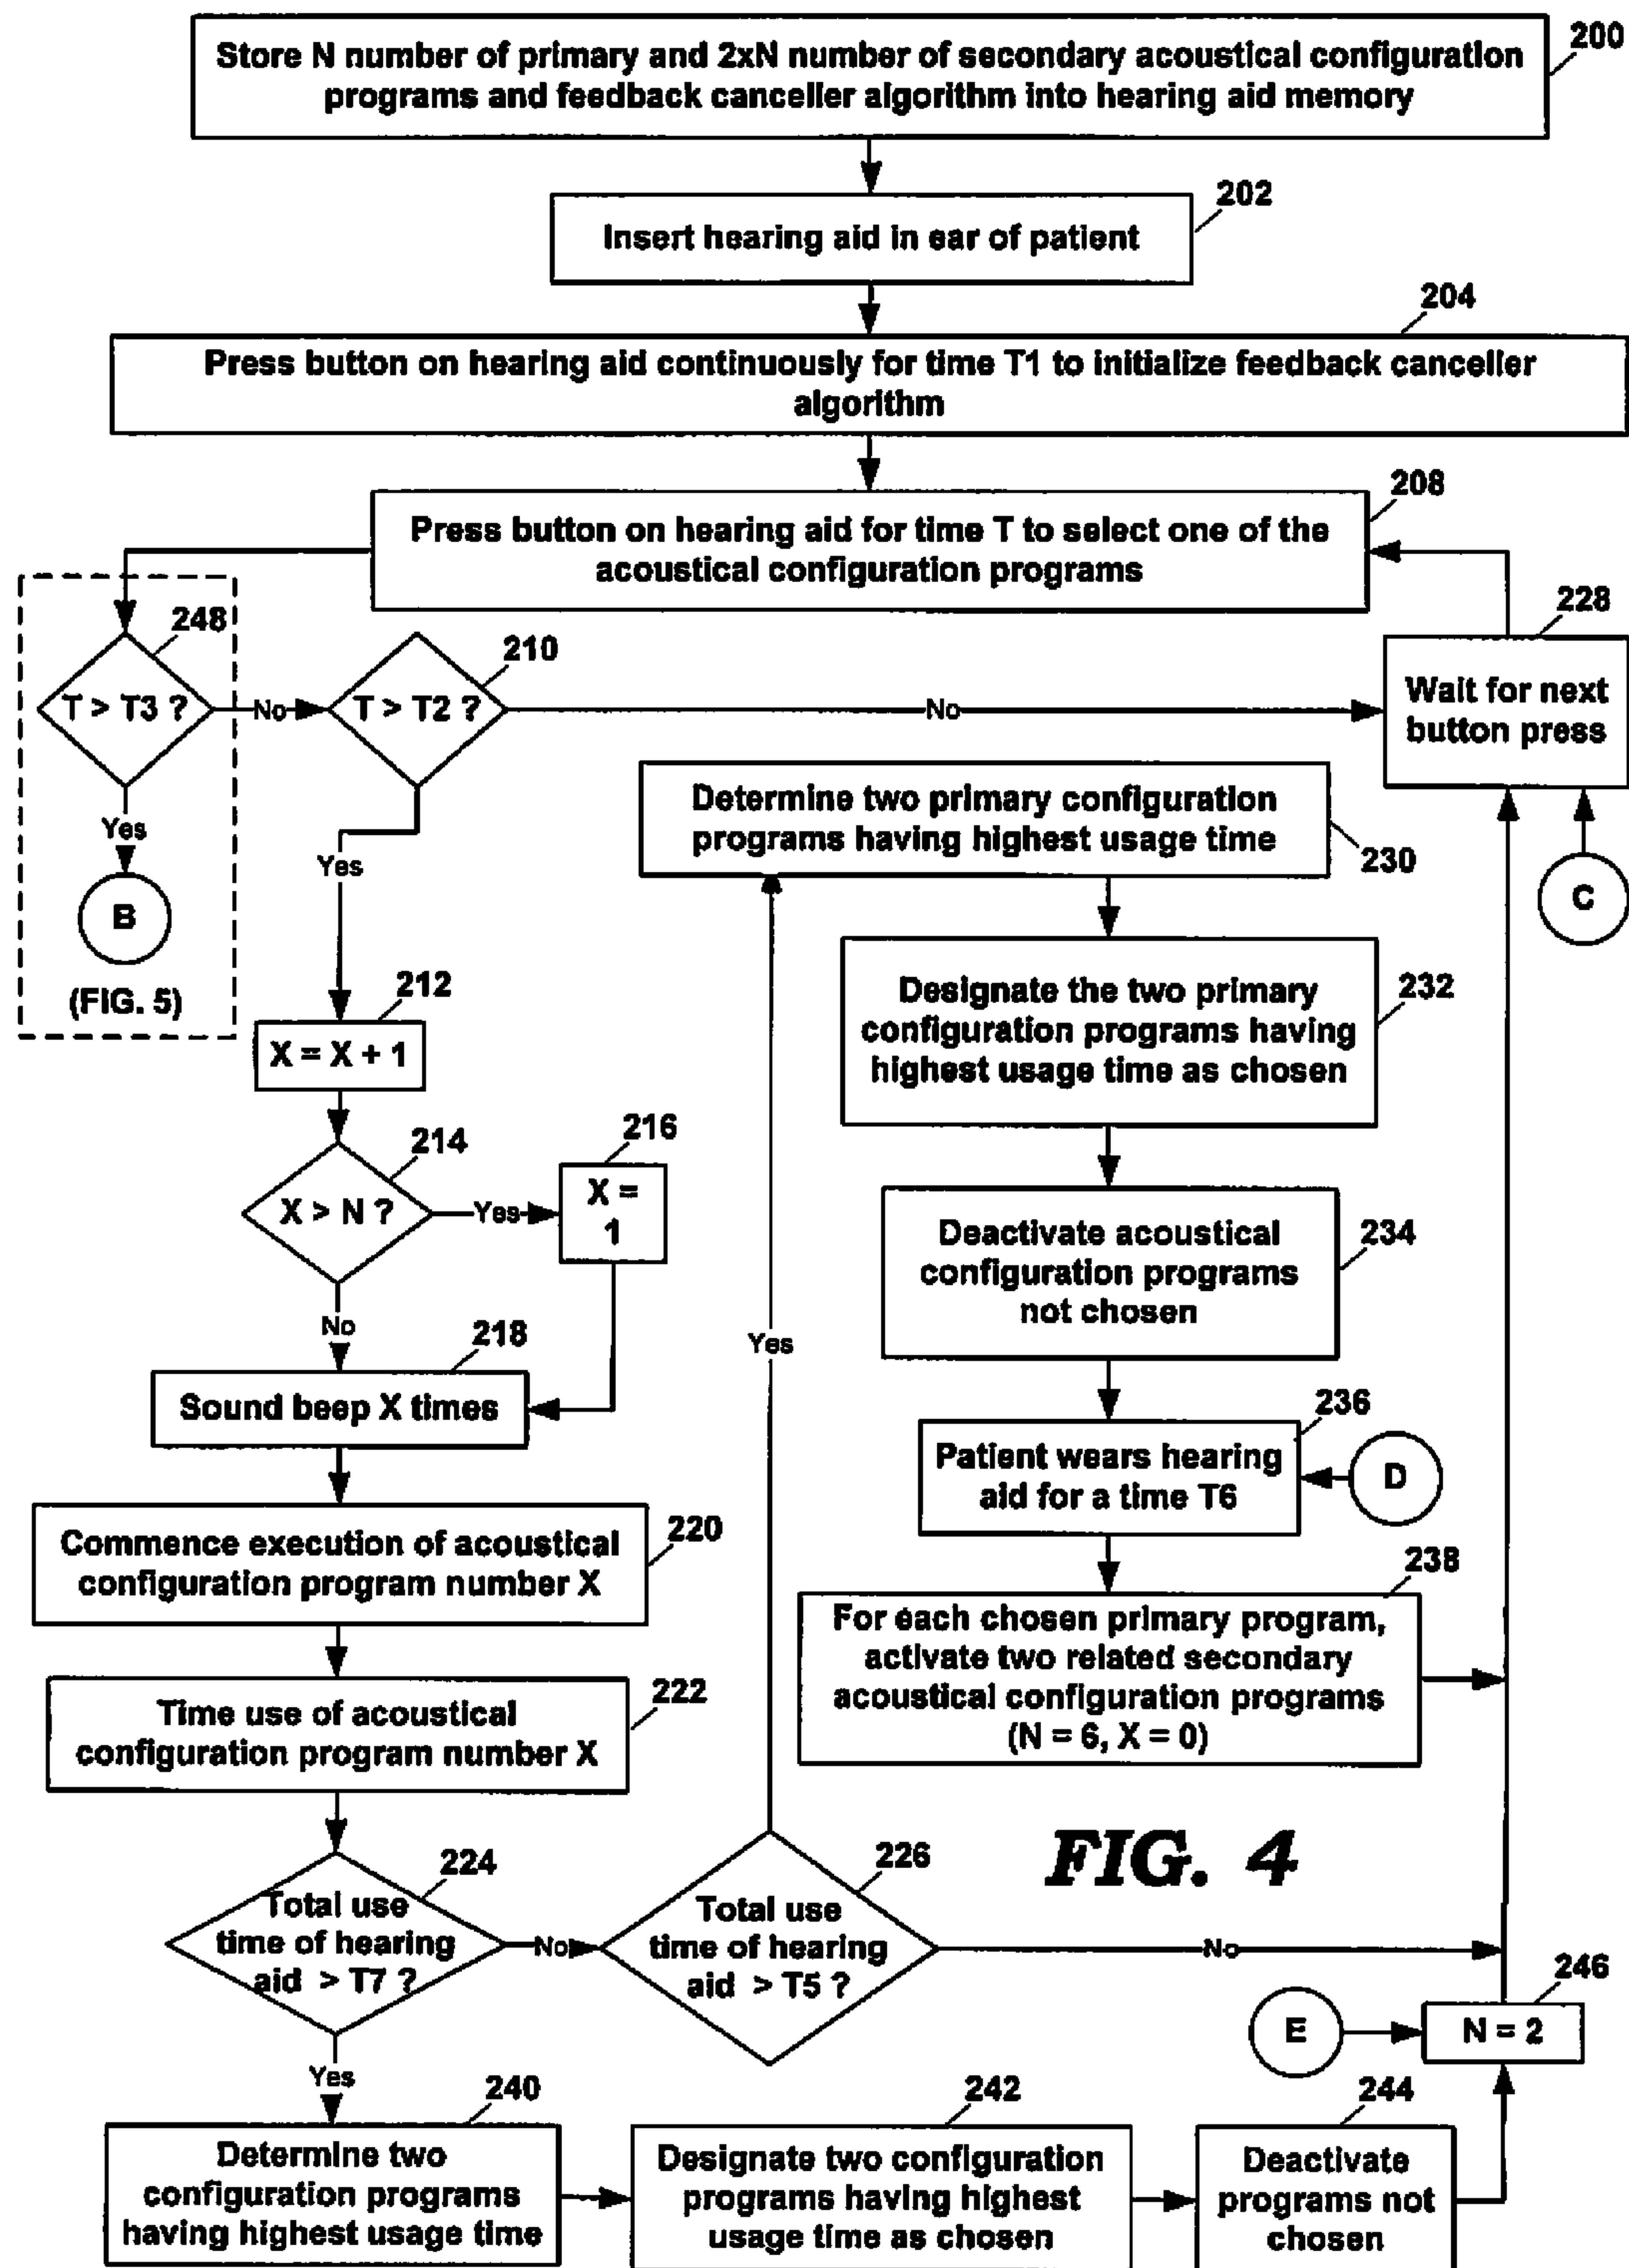 Store N number of primary and 2xN number of secondary acoustical configuration
programs and feedback canceller algorithm into hearing aid memory
200
Insert hearing aid in ear of patient
202
Press button on hearing aid continuously for time T1 to initialize feedback canceller
algorithm
204
Press button on hearing aid for time T to select one of the
acoustical configuration programs
208
T > T3 ?
248
No
Yes
B
(FIG. 5)
T > T2 ?
210
No
Yes
Wait for next
button press
228
C
X = X + 1
212
X > N ?
214
Yes
No
X =
1
216
Sound beep X times
218
Commence execution of acoustical
configuration program number X
220
Time use of acoustical
configuration program number X
222
Total use
time of hearing
aid > T7 ?
224
No
Yes
Total use
time of hearing
aid > T5 ?
226
No
Yes
Determine two primary configuration
programs having highest usage time
230
Designate the two primary
configuration programs having
highest usage time as chosen
232
Deactivate acoustical
configuration programs
not chosen
234
Patient wears hearing
aid for a time T6
236
D
For each chosen primary program,
activate two related secondary
acoustical configuration programs
(N = 6, X = 0)
238
FIG. 4
Determine two
configuration programs
having highest usage time
240
Designate two configuration
programs having highest
usage time as chosen
242
Deactivate
programs not
chosen
244
E
N = 2
246